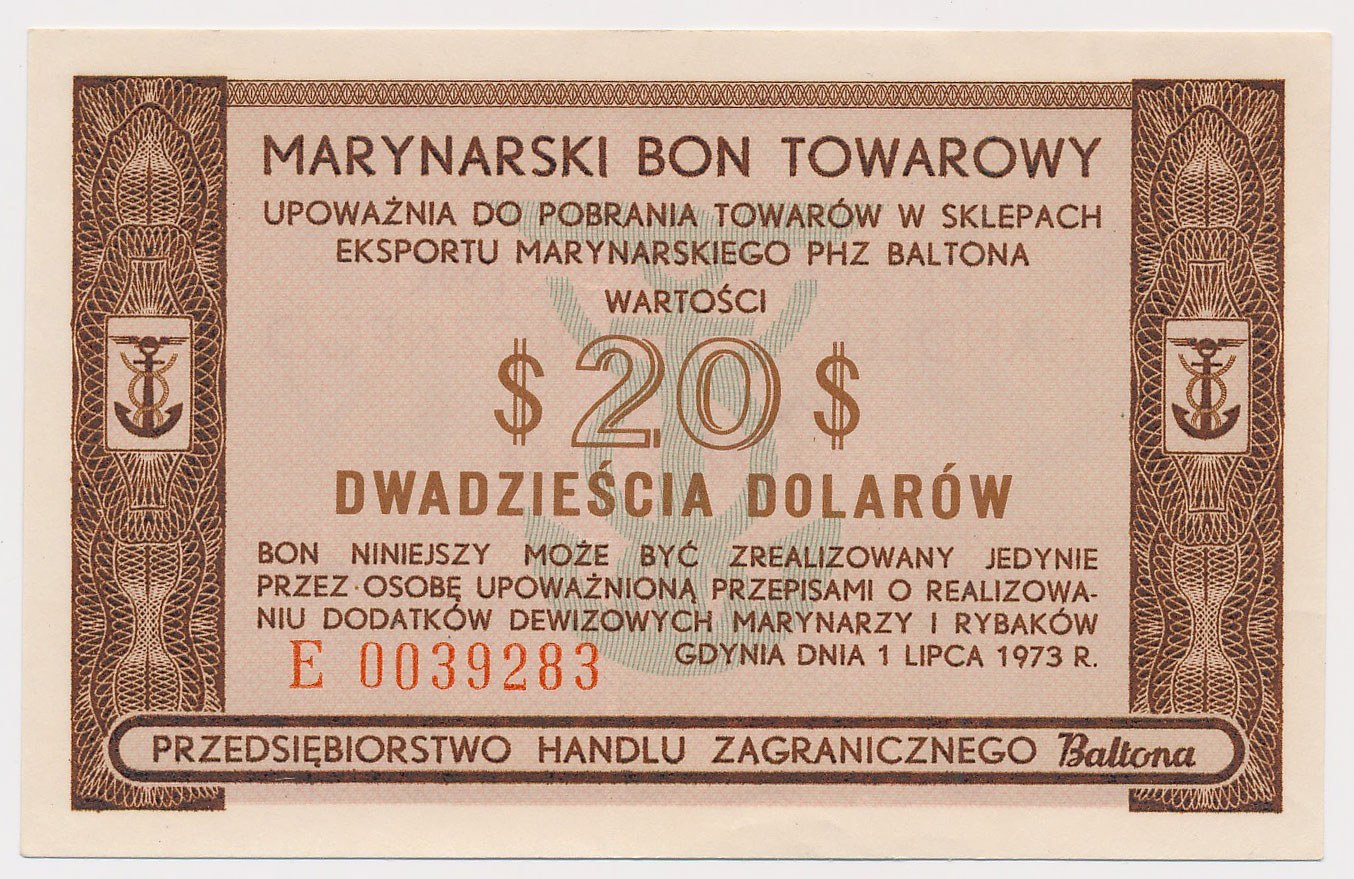 MARYNARSKI BON TOWAROWY
UPOWAŻNIA DO POBRANIA TOWARÓW W SKLEPACH
EKSPORTU MARYNARSKIEGO PHZ BALTONA
WARTOŚCI
$ 20 $
DWADZIEŚCIA DOLARÓW
BON NINIEJSZY MOŻE BYĆ ZREALIZOWANY JEDYNIE
PRZEZ OSOBĘ UPOWAŻNIONĄ PRZEPISAMI O REALIZOWA-
NIU DODATKÓW DEWIZOWYCH MARYNARZY I RYBAKÓW
GDYNIA DNIA 1 LIPCA 1973 R.
E 0039283
PRZEDSIĘBIORSTWO HANDLU ZAGRANICZNEGO Baltona